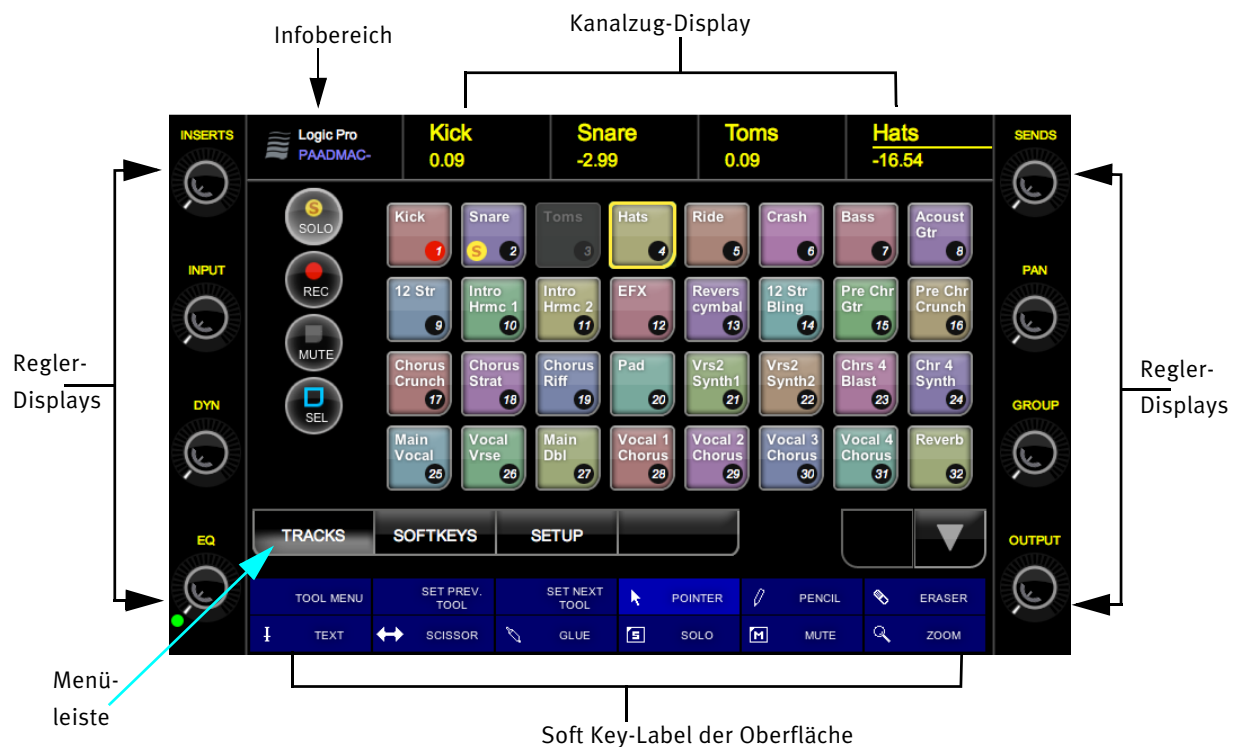 Infobereich
Kanalzug-Display
INSERTS
Logic Pro
PAADMAC-
Kick
0.09
Snare
-2.99
Toms
0.09
Hats
-16.54
SENDS
S
SOLO
Kick
1
Snare
S
2
Toms
3
Hats
4
Ride
5
Crash
6
Bass
7
Acoust
Gtr
8
INPUT
PAN
REC
12 Str
9
Intro
Hrmc 1
10
Intro
Hrmc 2
11
EFX
12
Revers
cymbal
13
12 Str
Bling
14
Pre Chr
Gtr
15
Pre Chr
Crunch
16
MUTE
Regler-
Displays
Regler-
Displays
Chorus
Crunch
17
Chorus
Strat
18
Chorus
Riff
19
Pad
20
Vrs2
Synth1
21
Vrs2
Synth2
22
Chrs 4
Blast
23
Chr 4
Synth
24
DYN
GROUP
SEL
Main
Vocal
25
Vocal
Vrse
26
Main
Dbl
27
Vocal 1
Chorus
28
Vocal 2
Chorus
29
Vocal 3
Chorus
30
Vocal 4
Chorus
31
Reverb
32
EQ
TRACKS
SOFTKEYS
SETUP
OUTPUT
TOOL MENU
SET PREV.
TOOL
SET NEXT
TOOL
POINTER
PENCIL
ERASER
TEXT
SCISSOR
GLUE
S
SOLO
M
MUTE
ZOOM
Menü-
leiste
Soft Key-Label der Oberfläche